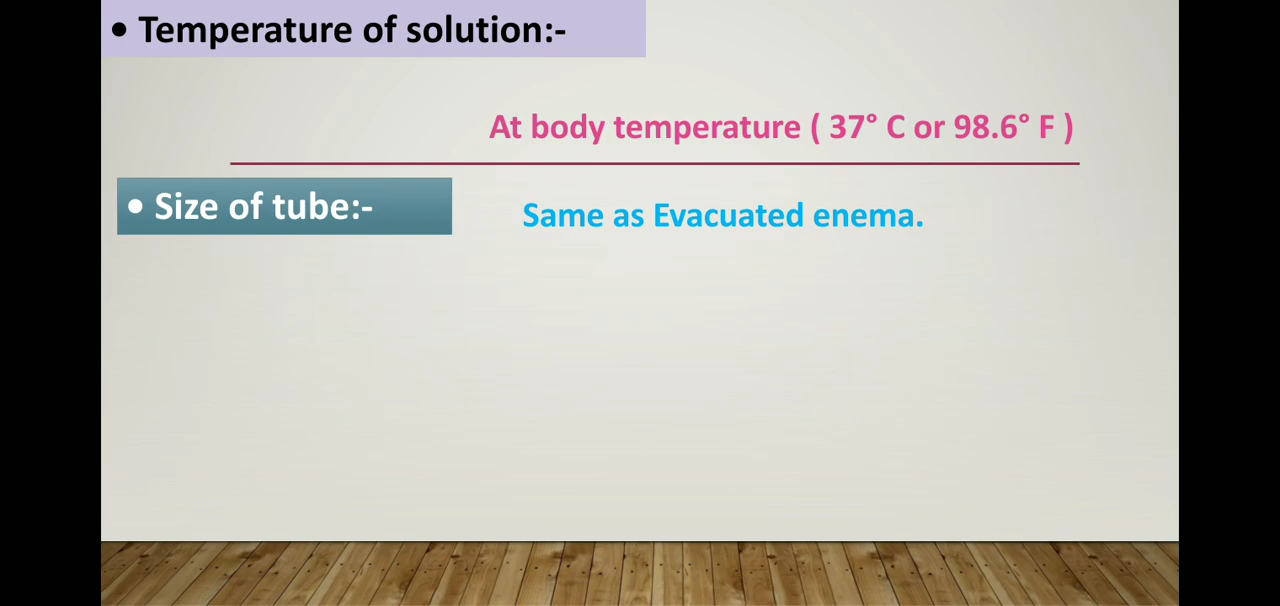 • Temperature of solution:-
At body temperature ( 37° C or 98.6° F )
• Size of tube:-
Same as Evacuated enema.